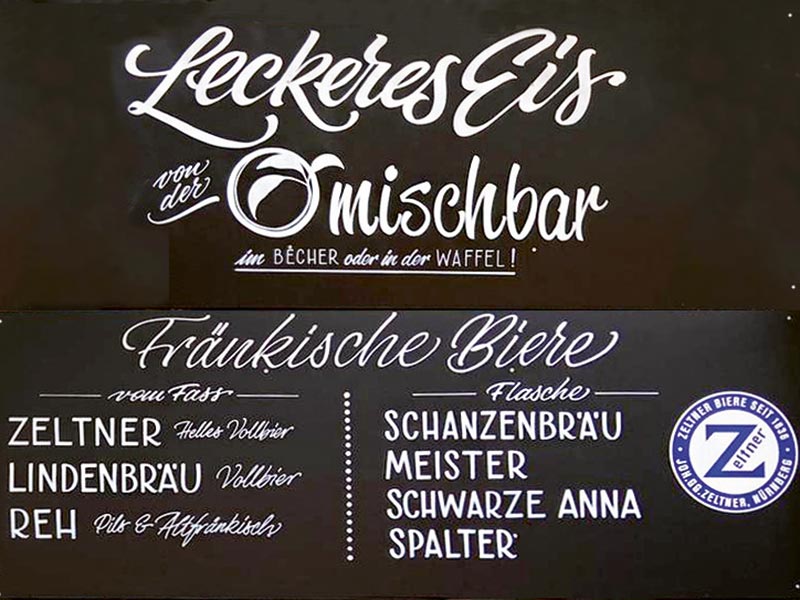 Leckeres Eis
von der mischbar
im BECHER oder in der WAFFEL!
Fränkische Biere
vom Fass
ZELTNER Helles Vollbier
LINDENBRÄU Vollbier
REH Pils & Altfränkisch
Flasche
SCHANZENBRÄU
MEISTER
SCHWARZE ANNA
SPALTER
ZELTNER BIERE SEIT 1838
Zeltner
JOH. GG. ZELTNER, NÜRNBERG